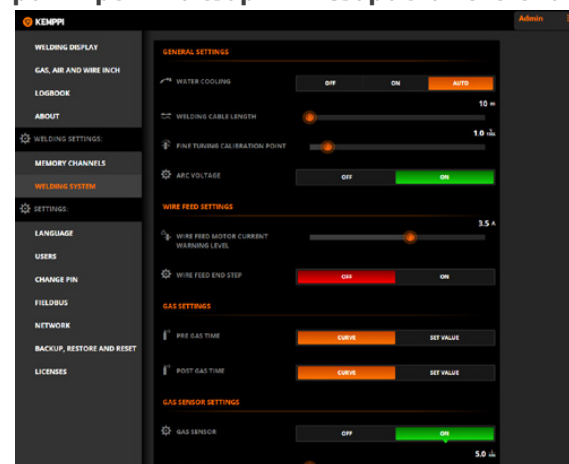 KEMPPI
Admin
WELDING DISPLAY
GAS, AIR AND WIRE INCH
LOGBOOK
ABOUT
WELDING SETTINGS:
MEMORY CHANNELS
WELDING SYSTEM
SETTINGS:
LANGUAGE
USERS
CHANGE PIN
FIELDBUS
NETWORK
BACKUP, RESTORE AND RESET
LICENSES
GENERAL SETTINGS
WATER COOLING
OFF ON AUTO
10 m
WELDING CABLE LENGTH
1.0
FINE TUNING CALIBRATION POINT
ARC VOLTAGE
OFF ON
WIRE FEED SETTINGS
3.5 A
WIRE FEED MOTOR CURRENT
WARNING LEVEL
WIRE FEED END STEP
OFF ON
GAS SETTINGS
PRE GAS TIME
CURVE SET VALUE
POST GAS TIME
CURVE SET VALUE
GAS SENSOR SETTINGS
GAS SENSOR
OFF ON
5.0